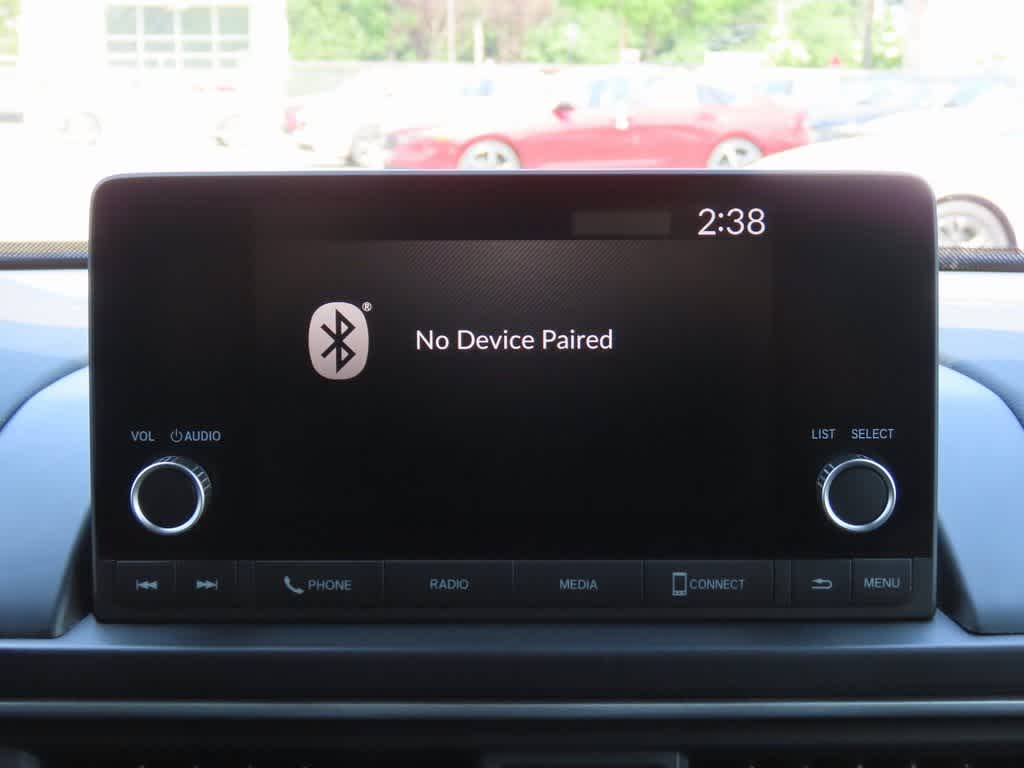 2:38
®
No Device Paired
VOL AUDIO
LIST SELECT
PHONE RADIO MEDIA CONNECT MENU